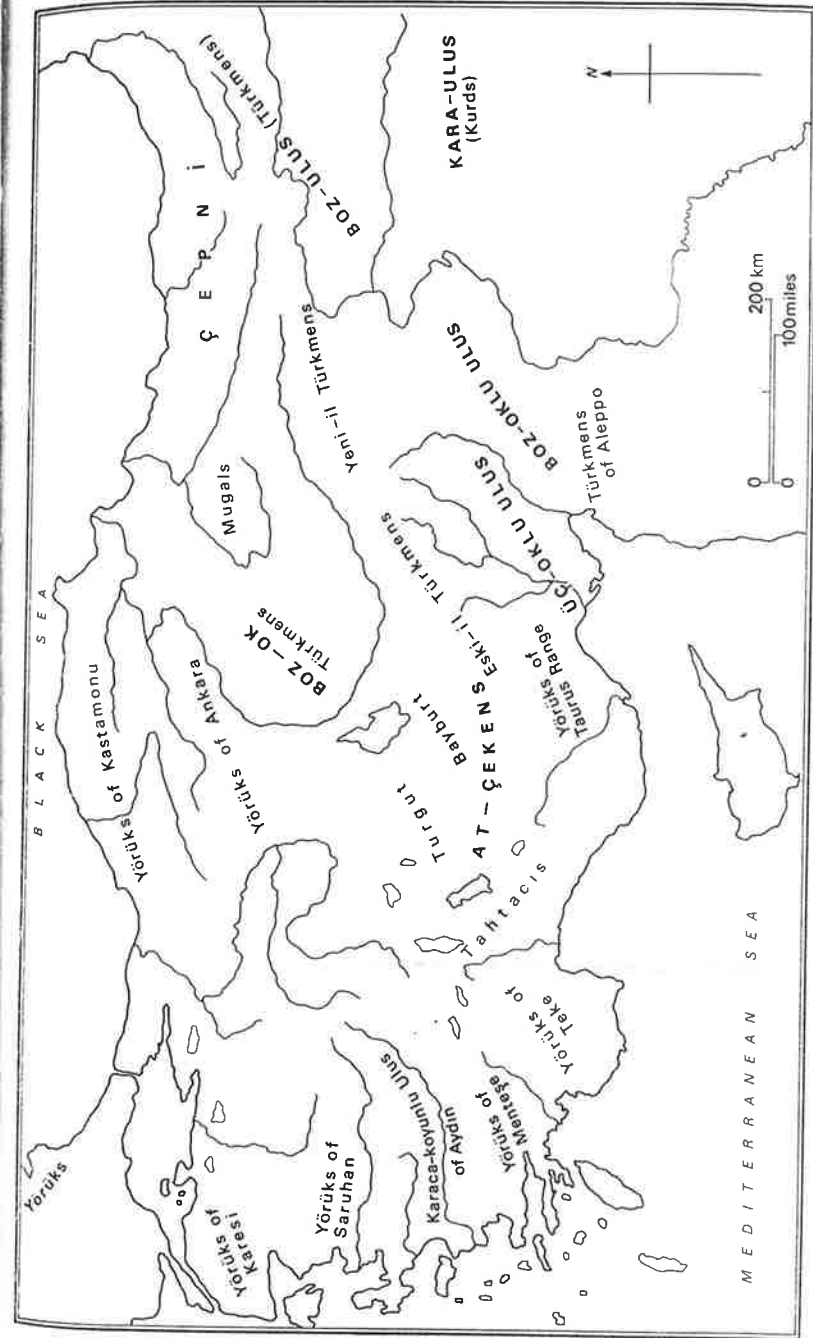 BLACK SEA
Yörüks
Yörüks of Kastamonu
Yörüks of Ankara
ÇEPNİ
Mugals
BOZ-OK
Türkmens
BOZ-ULUS (Türkmens)
KARA-ULUS
(Kurds)
Yeni-il Türkmens
Yörüks of
Karesi
Yörüks of
Saruhan
Karaca-koyunlu Ulus
of Aydın
Yörüks of
Menteşe
Yörüks of
Teke
Tahtacis
Turgut
Bayburt
AT-ÇEKENS
Eski-il Türkmens
Yörüks of
Taurus Range
ÜÇ-OKLU ULUS
BOZ-OKLU ULUS
Türkmens
of Aleppo
MEDITERRANEAN SEA
N
0 200 km
0 100 miles